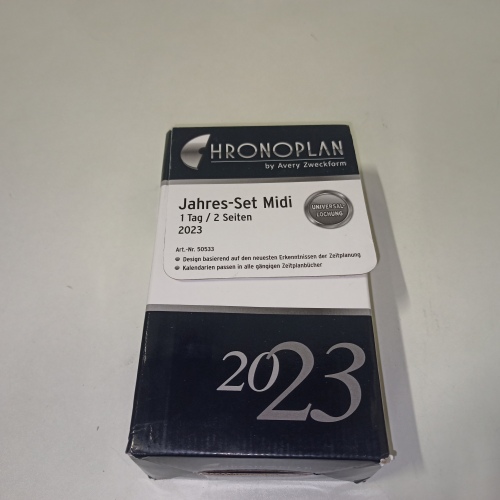 CHRONOPLAN
by Avery Zweckform
Jahres-Set Midi
1 Tag / 2 Seiten
2023
UNIVERSAL
LOCHUNG
Art.-Nr. 50533
Design basierend auf den neuesten Erkenntnissen der Zeitplanung
Kalendarien passen in alle gängigen Zeitplanbücher
2023